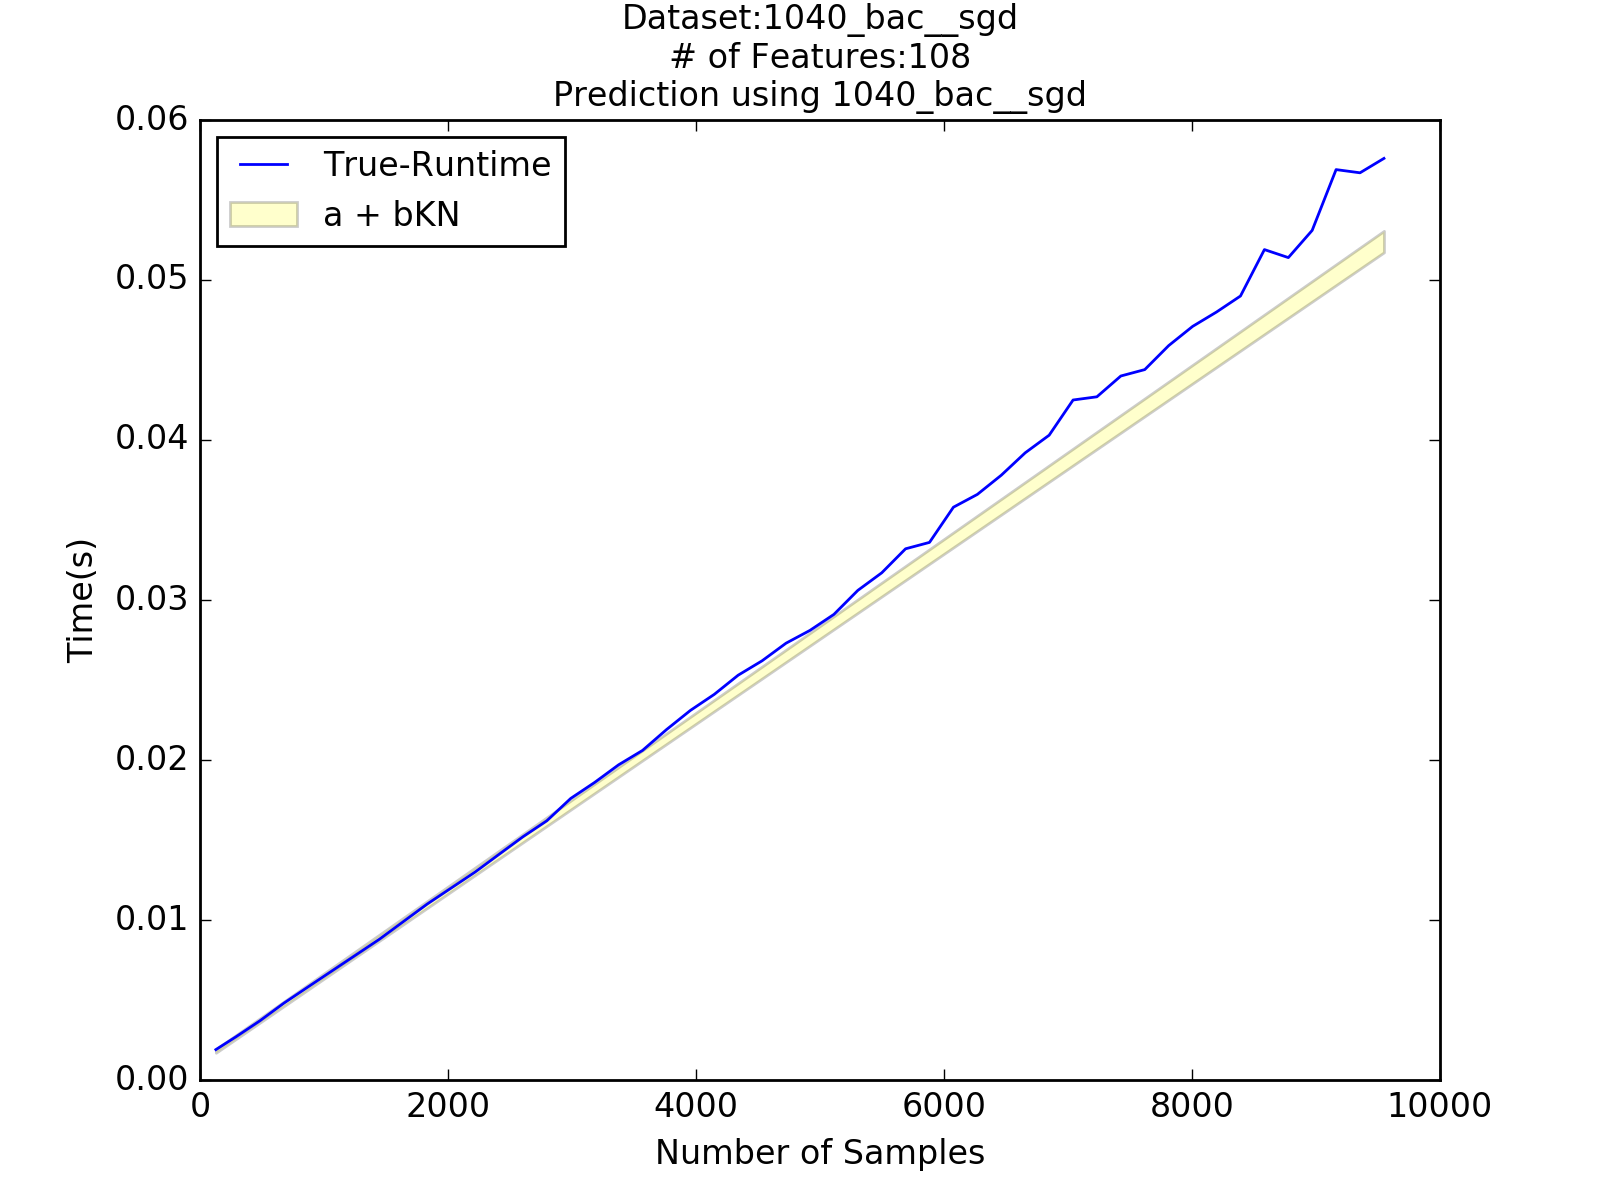 Dataset:1040_bac__sgd
# of Features:108
Prediction using 1040_bac__sgd
0.06
True-Runtime
a + bKN
0.05
0.04
Time(s)
0.03
0.02
0.01
0.00
0 2000 4000 6000 8000 10000
Number of Samples